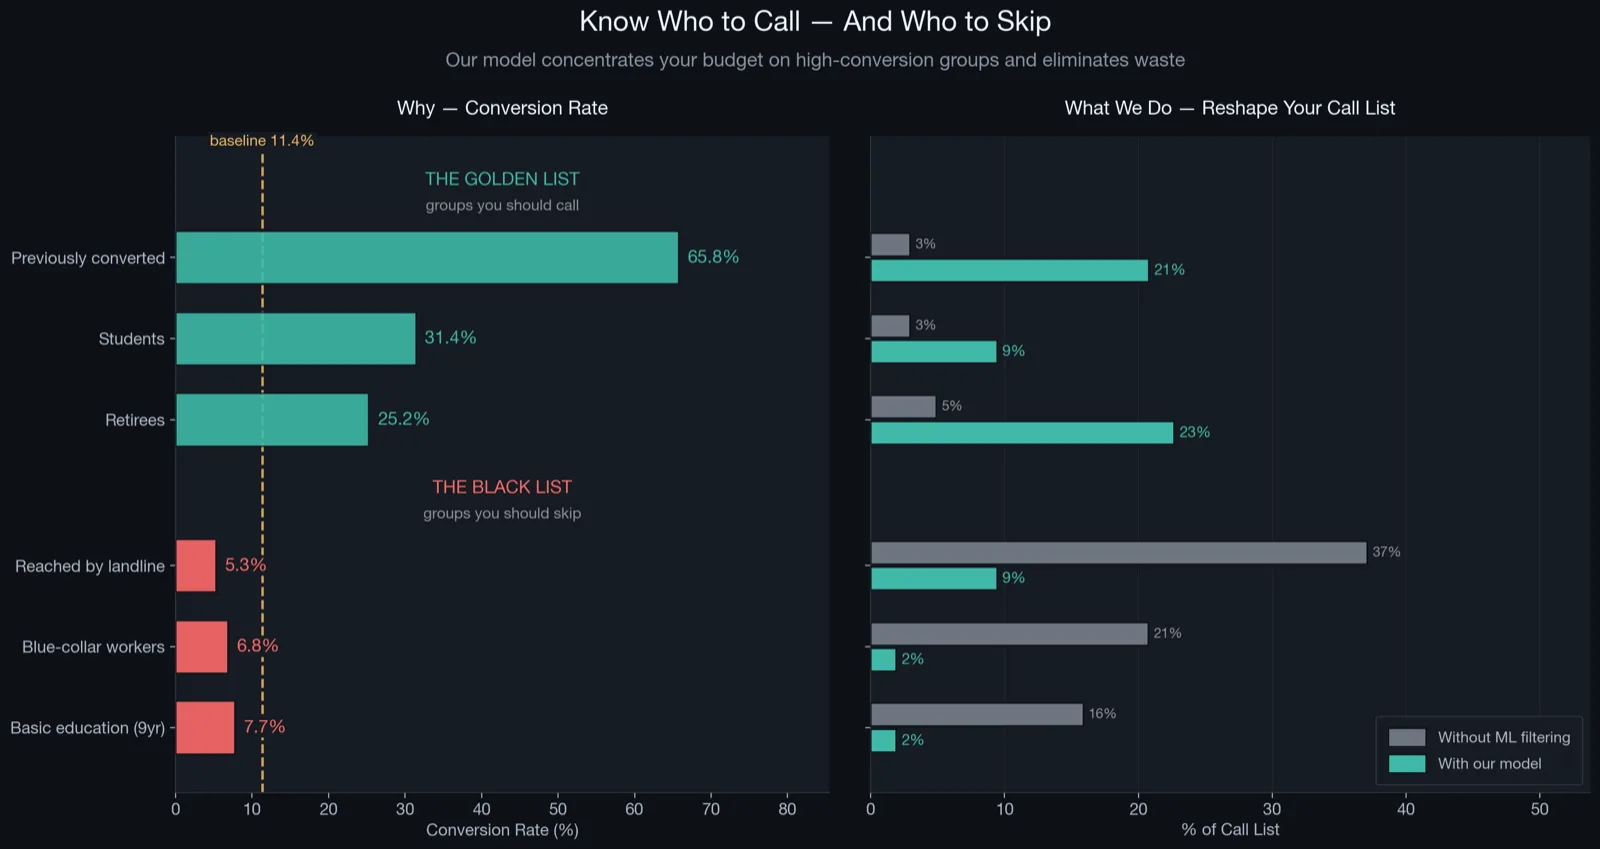 Know Who to Call — And Who to Skip
Our model concentrates your budget on high-conversion groups and eliminates waste
Why — Conversion Rate
baseline 11.4%
THE GOLDEN LIST
groups you should call
Previously converted
65.8%
Students
31.4%
Retirees
25.2%
THE BLACK LIST
groups you should skip
Reached by landline
5.3%
Blue-collar workers
6.8%
Basic education (9yr)
7.7%
0 10 20 30 40 50 60 70 80
Conversion Rate (%)
What We Do — Reshape Your Call List
3%
21%
3%
9%
5%
23%
37%
9%
21%
2%
16%
2%
Without ML filtering
With our model
0 10 20 30 40 50
% of Call List